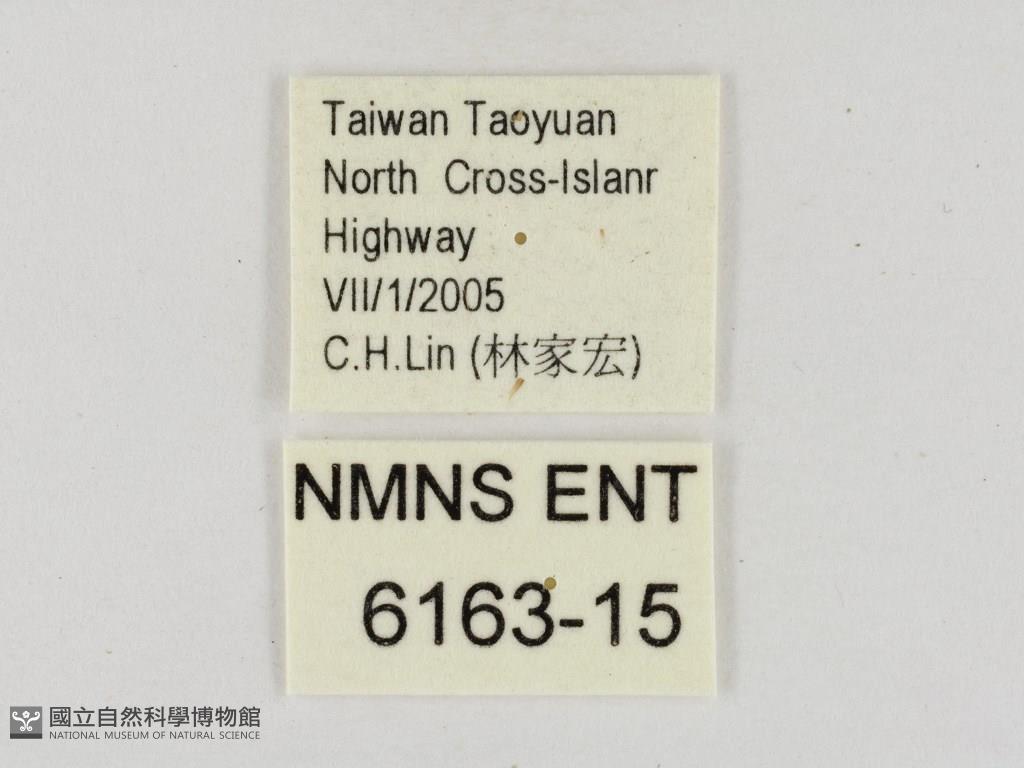 Taiwan Taoyuan
North Cross-Islanr
Highway
VII/1/2005
C.H.Lin (林家宏)
NMNS ENT
6163-15
國立自然科學博物館
NATIONAL MUSEUM OF NATURAL SCIENCE